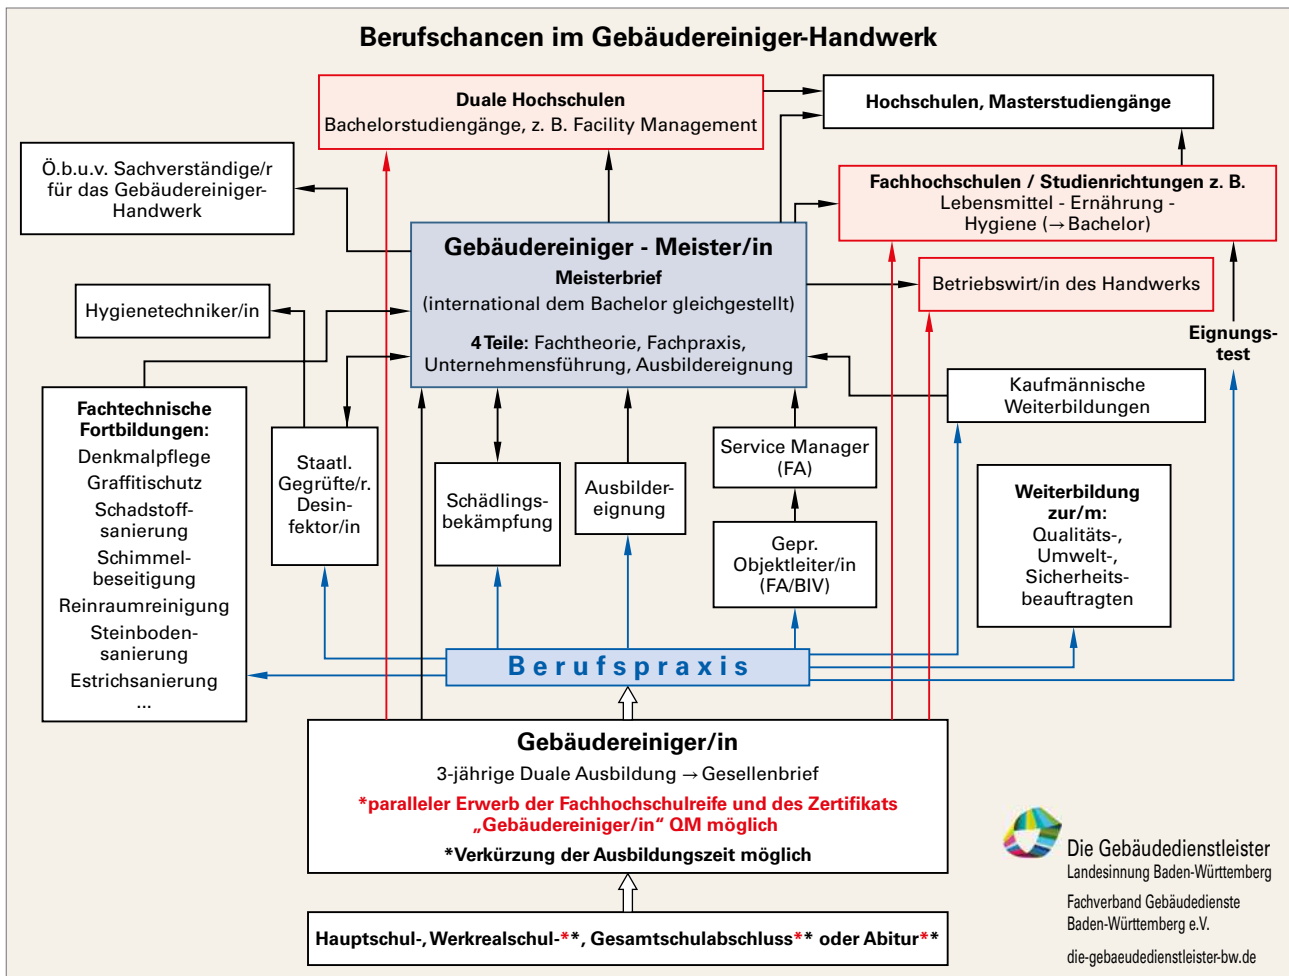 Berufschancen im Gebäudereiniger-Handwerk
Duale Hochschulen
Bachelorstudiengänge, z. B. Facility Management
Hochschulen, Masterstudiengänge
Ö.b.u.v. Sachverständige/r
für das Gebäudereiniger-
Handwerk
Fachhochschulen / Studienrichtungen z. B.
Lebensmittel - Ernährung -
Hygiene (→ Bachelor)
Gebäudereiniger - Meister/in
Meisterbrief
(international dem Bachelor gleichgestellt)
4 Teile: Fachtheorie, Fachpraxis,
Unternehmensführung, Ausbildereignung
Betriebswirt/in des Handwerks
Hygienetechniker/in
Eignungs-
test
Kaufmännische
Weiterbildungen
Fachtechnische
Fortbildungen:
Denkmalpflege
Graffitischutz
Schadstoff-
sanierung
Schimmel-
beseitigung
Reinraumreinigung
Steinboden-
sanierung
Estrichsanierung
...
Staatl.
Gegrüfte/r.
Desin-
fektor/in
Schädlings-
bekämpfung
Ausbilder-
eignung
Service Manager
(FA)
Gepr.
Objektleiter/in
(FA/BIV)
Weiterbildung
zur/m:
Qualitäts-,
Umwelt-,
Sicherheits-
beauftragten
Berufspraxis
Gebäudereiniger/in
3-jährige Duale Ausbildung → Gesellenbrief
*paralleler Erwerb der Fachhochschulreife und des Zertifikats
„Gebäudereiniger/in“ QM möglich
*Verkürzung der Ausbildungszeit möglich
Hauptschul-, Werkrealschul-**, Gesamtschulabschluss** oder Abitur**
Die Gebäudedienstleister
Landesinnung Baden-Württemberg
Fachverband Gebäudedienste
Baden-Württemberg e.V.
die-gebaeudedienstleister-bw.de